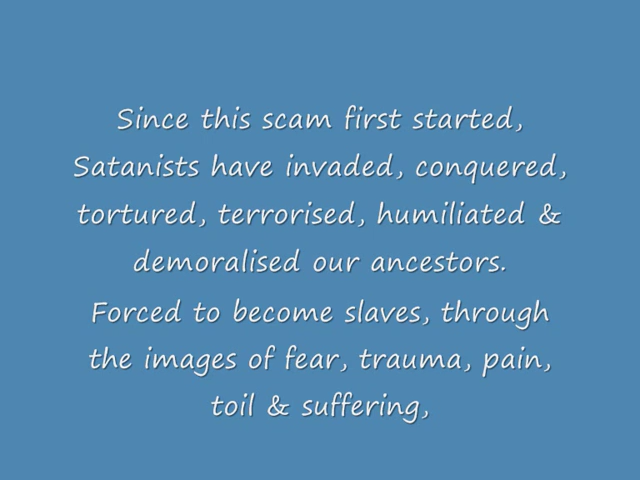 Since this scam first started,
Satanists have invaded, conquered,
tortured, terrorised, humiliated &
demoralised our ancestors.
Forced to become slaves, through
the images of fear, trauma, pain,
toil & suffering,